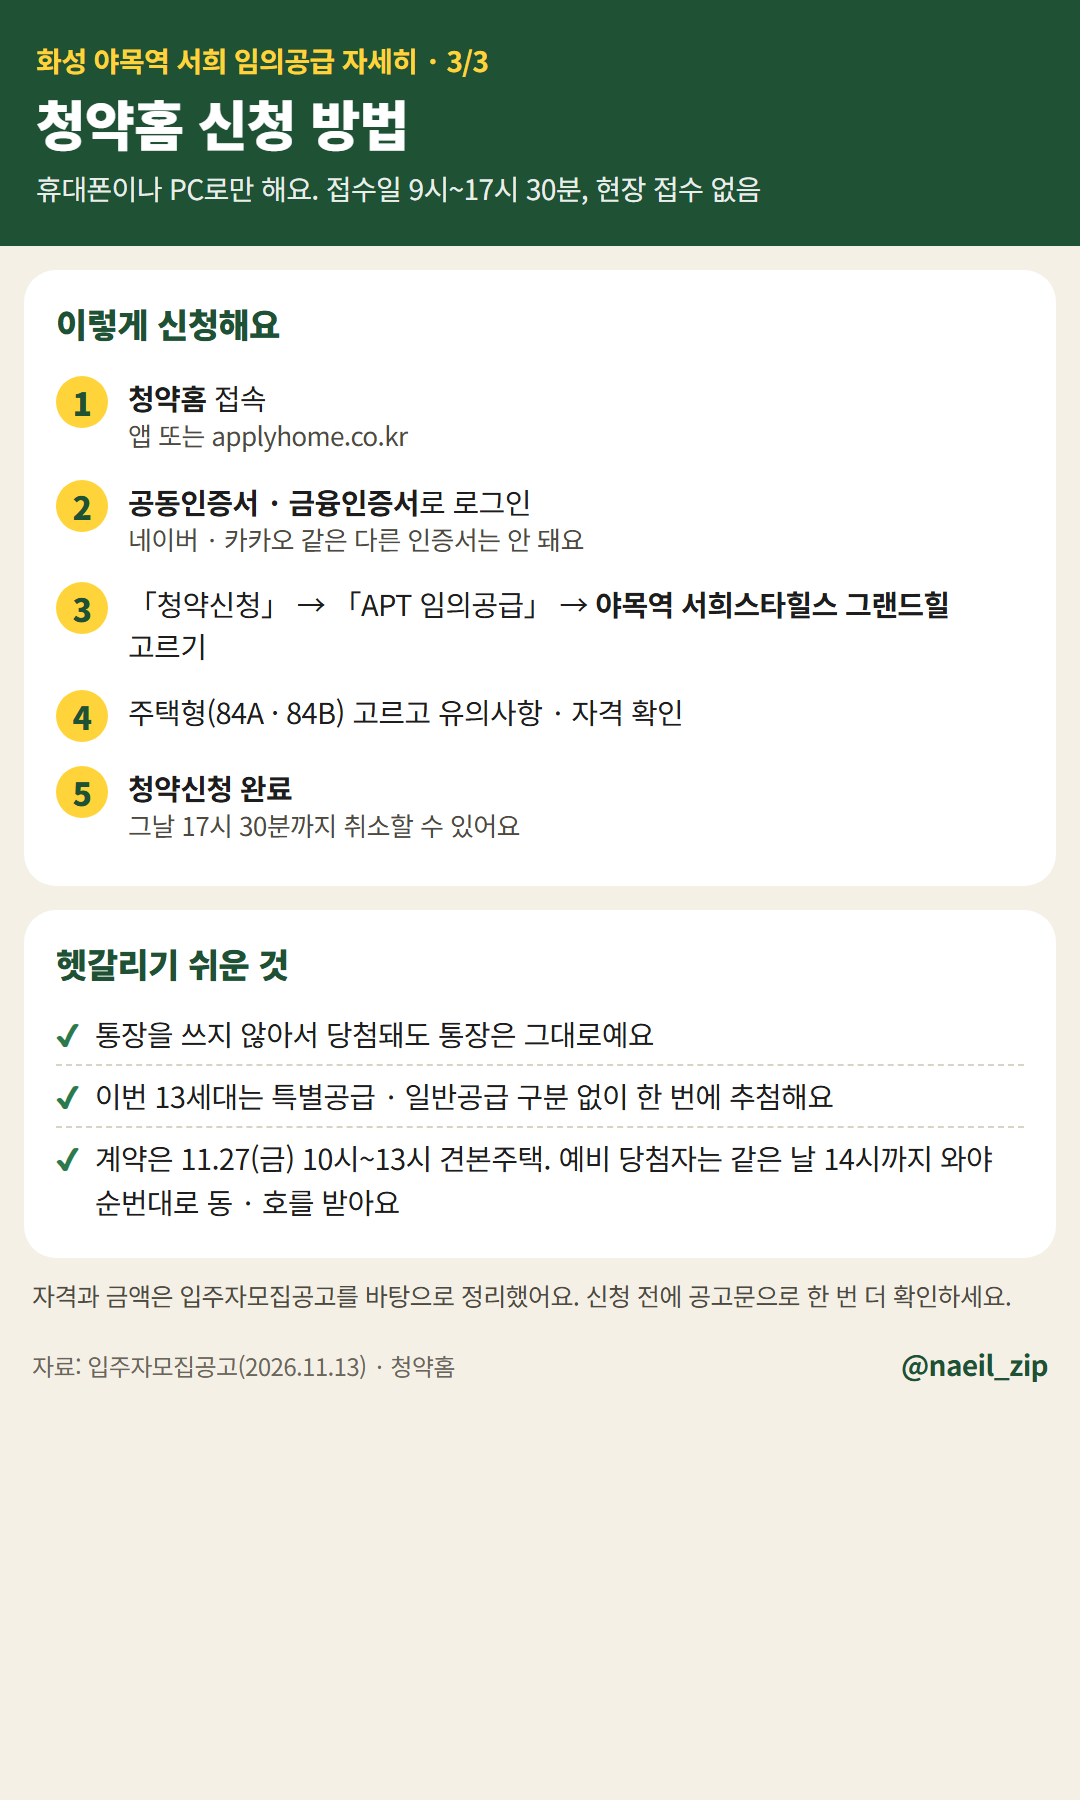 화성 야목역 서희 임의공급 자세히 · 3/3
청약홈 신청 방법
휴대폰이나 PC로만 해요. 접수일 9시~17시 30분, 현장 접수 없음
이렇게 신청해요
1 청약홈 접속
앱 또는 applyhome.co.kr
2 공동인증서 · 금융인증서로 로그인
네이버 · 카카오 같은 다른 인증서는 안 돼요
3 「청약신청」 → 「APT 임의공급」 → 야목역 서희스타힐스 그랜드힐
고르기
4 주택형(84A · 84B) 고르고 유의사항 · 자격 확인
5 청약신청 완료
그날 17시 30분까지 취소할 수 있어요
헷갈리기 쉬운 것
✔ 통장을 쓰지 않아서 당첨돼도 통장은 그대로예요
✔ 이번 13세대는 특별공급 · 일반공급 구분 없이 한 번에 추첨해요
✔ 계약은 11.27(금) 10시~13시 견본주택. 예비 당첨자는 같은 날 14시까지 와야
순번대로 동 · 호를 받아요
자격과 금액은 입주자모집공고를 바탕으로 정리했어요. 신청 전에 공고문으로 한 번 더 확인하세요.
자료: 입주자모집공고(2026.11.13) · 청약홈
@naeil_zip